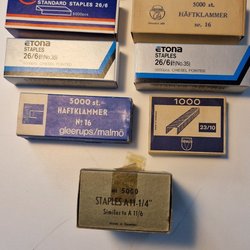 STANDARD STAPLES 26/6
5000 st.
HÄFTKLAMMER
nr. 16
ETONA
STAPLES
26/6
ETONA
STAPLES
26/6
5000 st.
HÄFTKLAMMER
Nr 16
gleerups/malmö
1000
23/10
5000
STAPLES A 11-1/4"
Similar to A 11/6